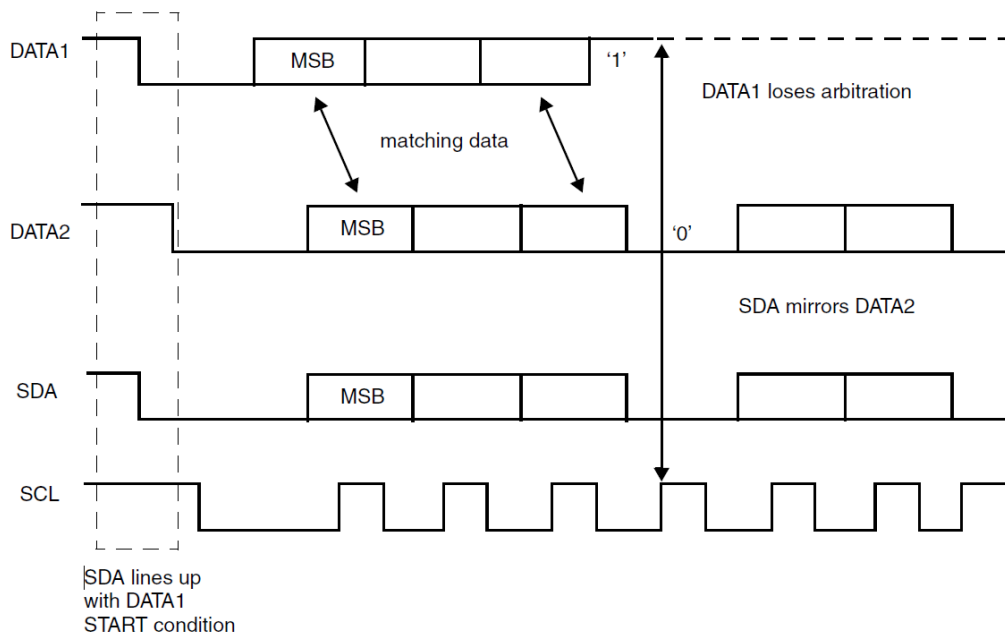 DATA1
MSB
‘1’
DATA1 loses arbitration
matching data
DATA2
MSB
‘0’
SDA mirrors DATA2
SDA
MSB
SCL
SDA lines up
with DATA1
START condition